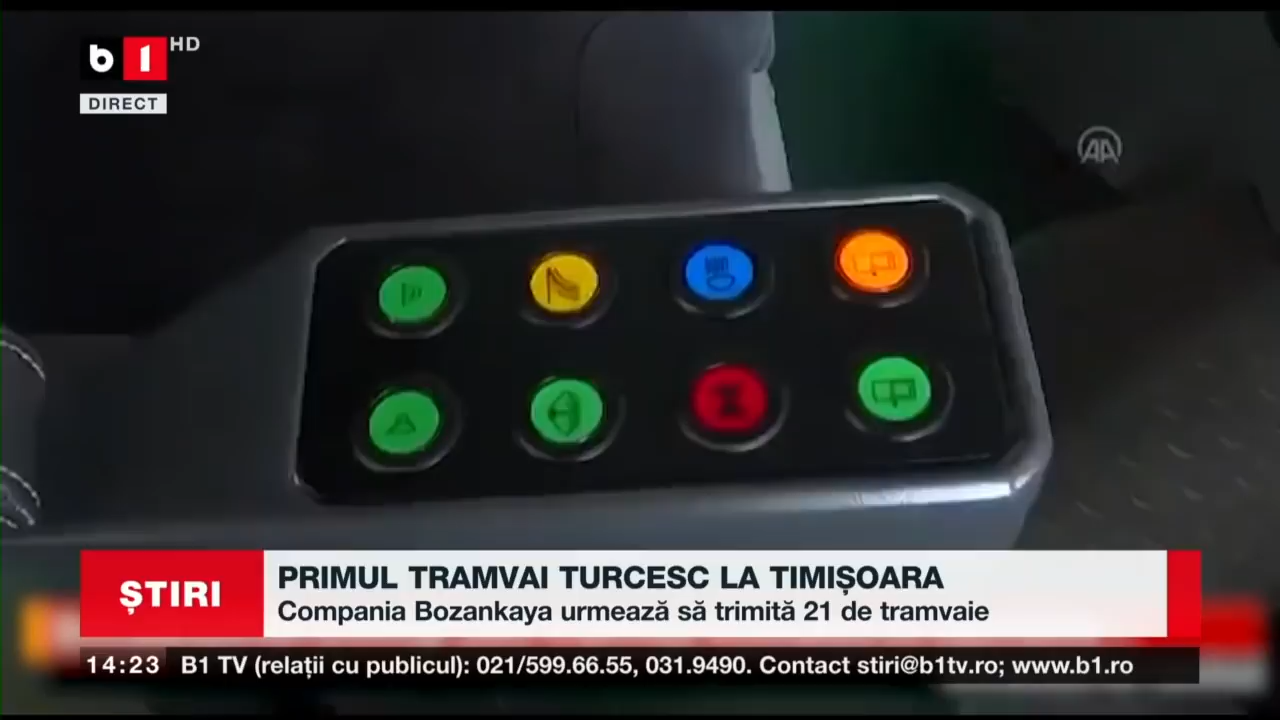 b1 HD
DIRECT
AA
ȘTIRI
PRIMUL TRAMVAI TURCESC LA TIMIȘOARA
Compania Bozankaya urmează să trimită 21 de tramvaie
14:23 B1 TV (relații cu publicul): 021/599.66.55, 031.9490. Contact stiri@b1tv.ro; www.b1.ro